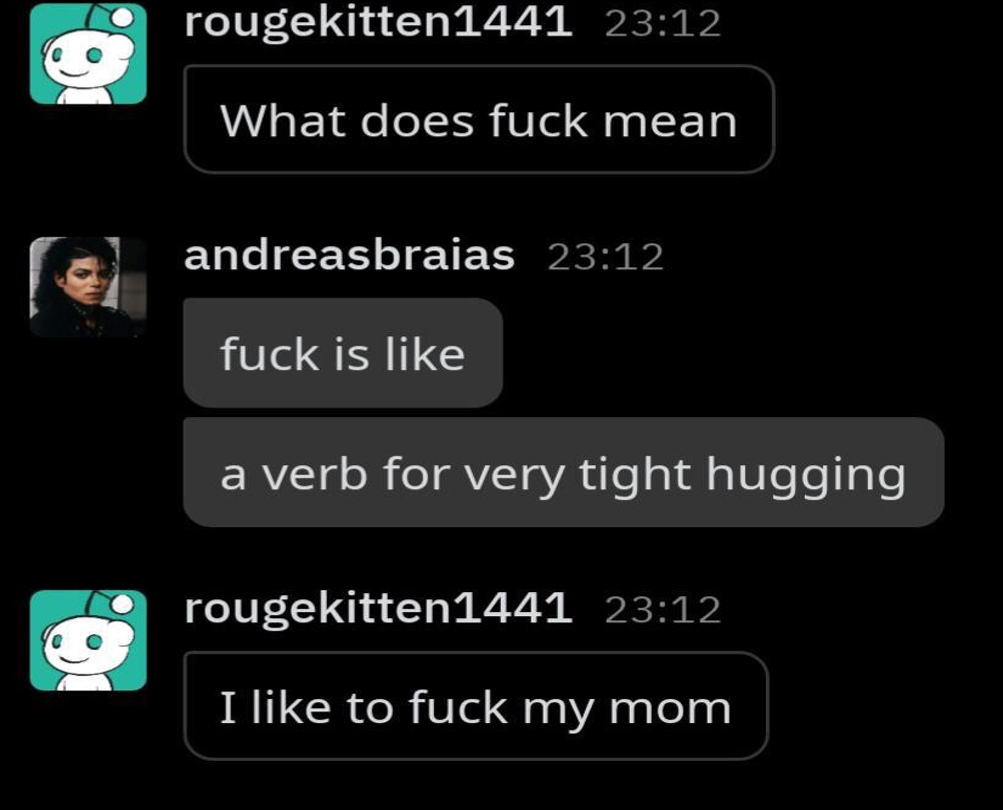 rougekitten1441 23:12
What does fuck mean
andreasbraias 23:12
fuck is like
a verb for very tight hugging
rougekitten1441 23:12
I like to fuck my mom